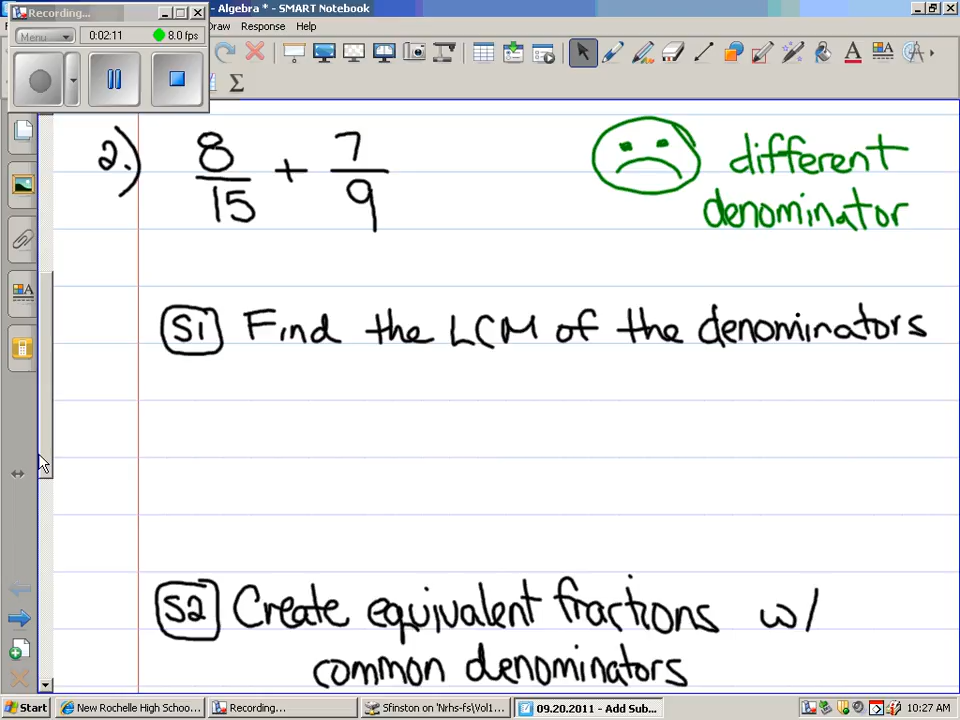 Recording...
- Algebra * - SMART Notebook
Menu
0:02:11
8.0 fps
Draw Response Help
Σ
2.) 8/15 + 7/9
different
denominator
S1 Find the LCM of the denominators
S2 Create equivalent fractions w/
common denominators
Start
New Rochelle High School...
Recording...
Sfinston on 'Nrhs-fs\Vol1...
09.20.2011 - Add Sub...
10:27 AM